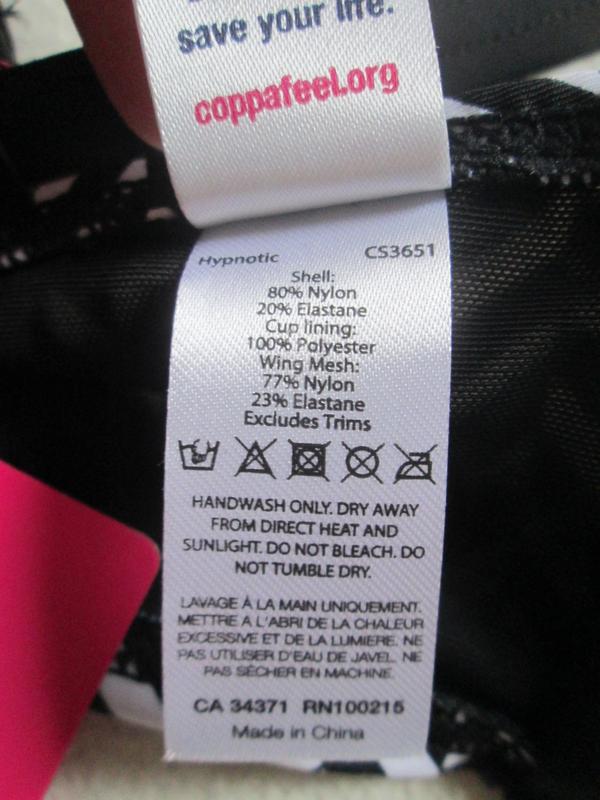 save your life.
coppafeel.org
Hypnotic CS3651
Shell:
80% Nylon
20% Elastane
Cup lining:
100% Polyester
Wing Mesh:
77% Nylon
23% Elastane
Excludes Trims
HANDWASH ONLY. DRY AWAY
FROM DIRECT HEAT AND
SUNLIGHT. DO NOT BLEACH. DO
NOT TUMBLE DRY.
LAVAGE À LA MAIN UNIQUEMENT.
METTRE A L'ABRI DE LA CHALEUR
EXCESSIVE ET DE LA LUMIERE. NE
PAS UTILISER D'EAU DE JAVEL. NE
PAS SÉCHER EN MACHINE.
CA 34371 RN100215
Made in China